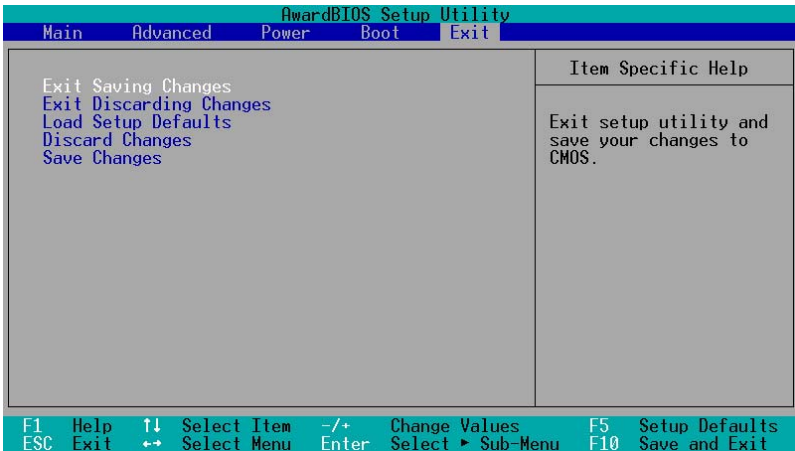 AwardBIOS Setup Utility
Main Advanced Power Boot Exit
Item Specific Help
Exit Saving Changes
Exit Discarding Changes
Load Setup Defaults
Discard Changes
Save Changes
Exit setup utility and
save your changes to
CMOS.
F1 Help ↑↓ Select Item -/+ Change Values F5 Setup Defaults
ESC Exit ←→ Select Menu Enter Select ► Sub-Menu F10 Save and Exit